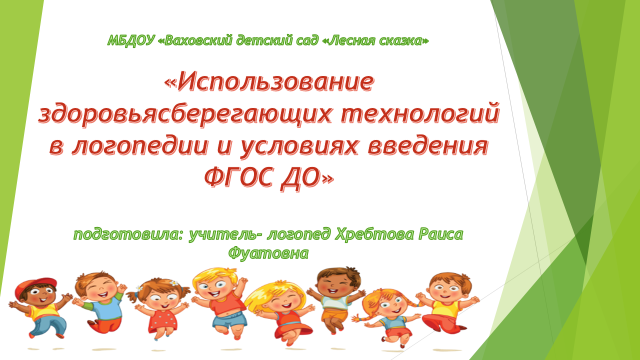 МБДОУ «Ваховский детский сад «Лесная сказка»
«Использование
здоровьясберегающих технологий
в логопедии и условиях введения
ФГОС ДО»
подготовила: учитель- логопед Хребтова Раиса
Фуатовна